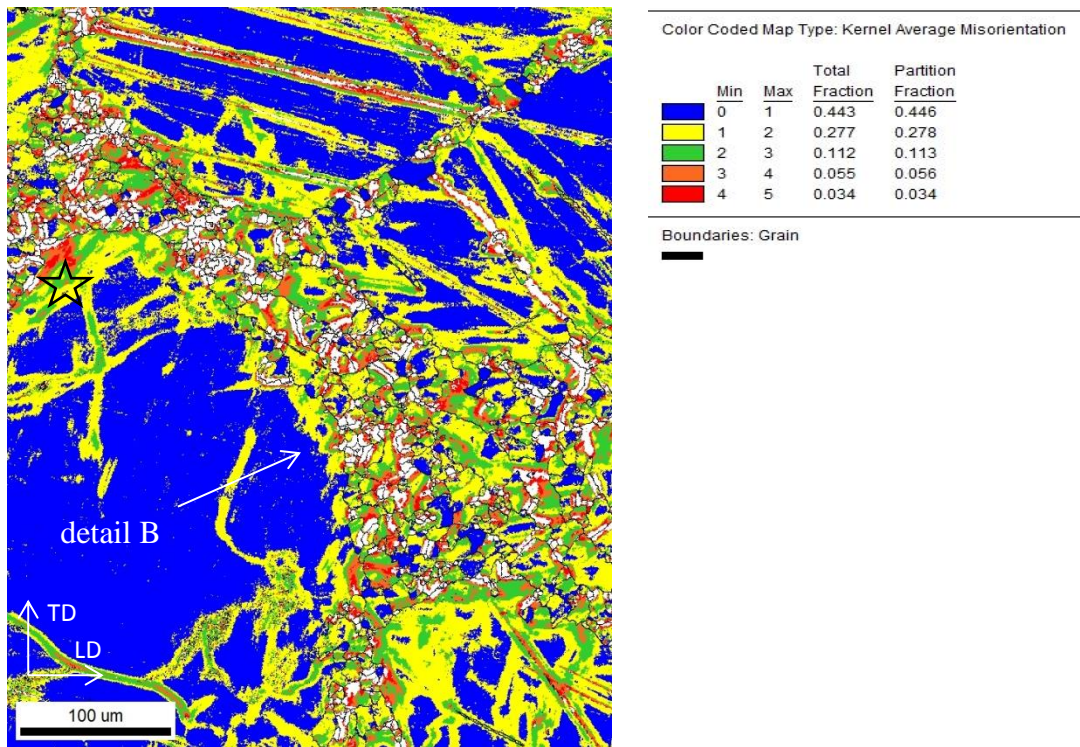 detail B
TD
LD
100 um
Color Coded Map Type: Kernel Average Misorientation
Total Partition
Min Max Fraction Fraction
0 1 0.443 0.446
1 2 0.277 0.278
2 3 0.112 0.113
3 4 0.055 0.056
4 5 0.034 0.034
Boundaries: Grain